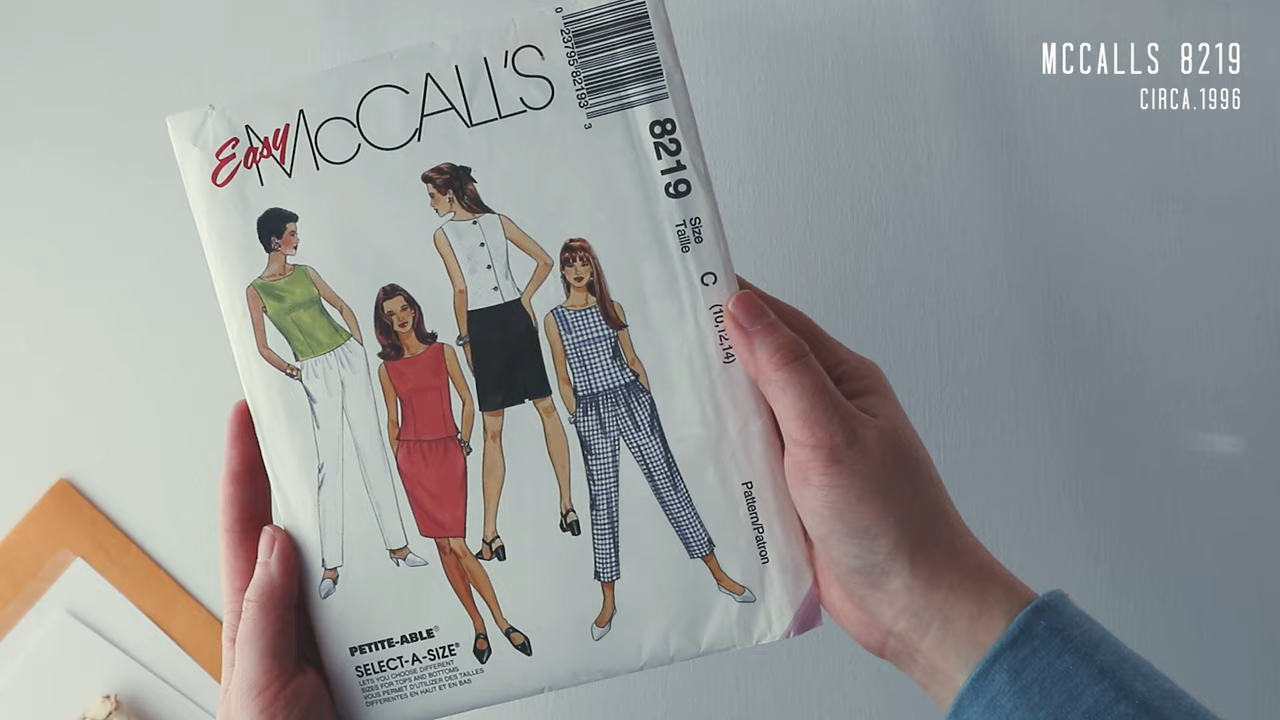 MCCALLS 8219
CIRCA.1996
Easy McCALL'S
0 23795 82193 3
8219
Size
Taille
C
(10,12,14)
Pattern/Patron
PETITE-ABLE®
SELECT-A-SIZE®
LETS YOU CHOOSE DIFFERENT
SIZES FOR TOPS AND BOTTOMS
VOUS PERMET D'UTILIZER DES TAILLES
DIFFERENTES EN HAUT ET EN BAS